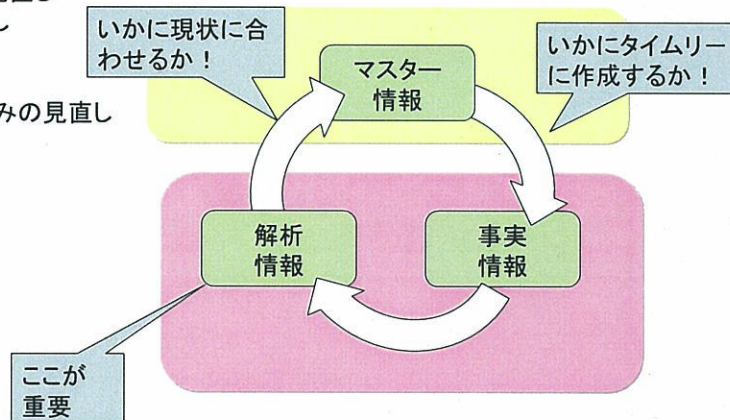 し
みの見直し
いかに現状に合
わせるか！
マスター
情報
いかにタイムリー
に作成するか！
解析
情報
事実
情報
ここが
重要